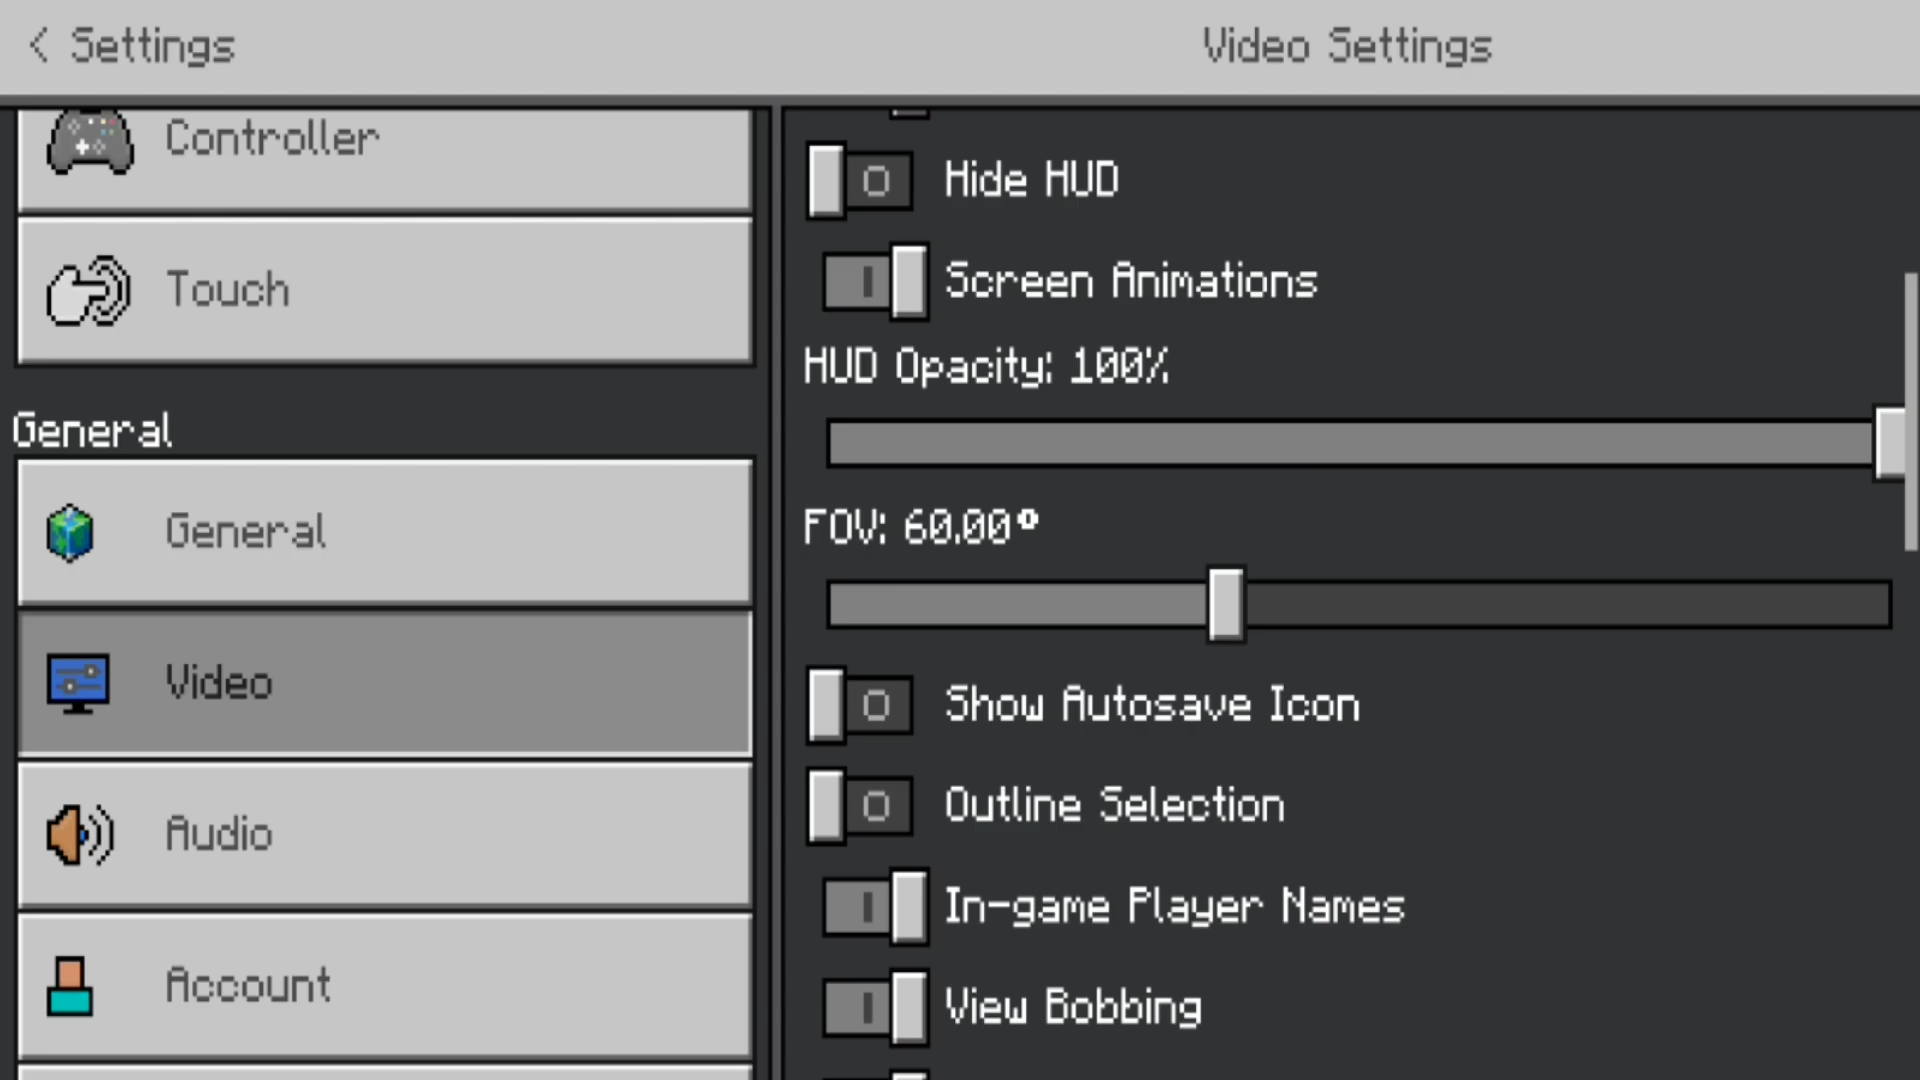 Settings
Video Settings
Controller
Touch
General
General
Video
Audio
Account
Hide HUD
Screen Animations
HUD Opacity: 100%
FOV: 60.00°
Show Autosave Icon
Outline Selection
In-game Player Names
View Bobbing